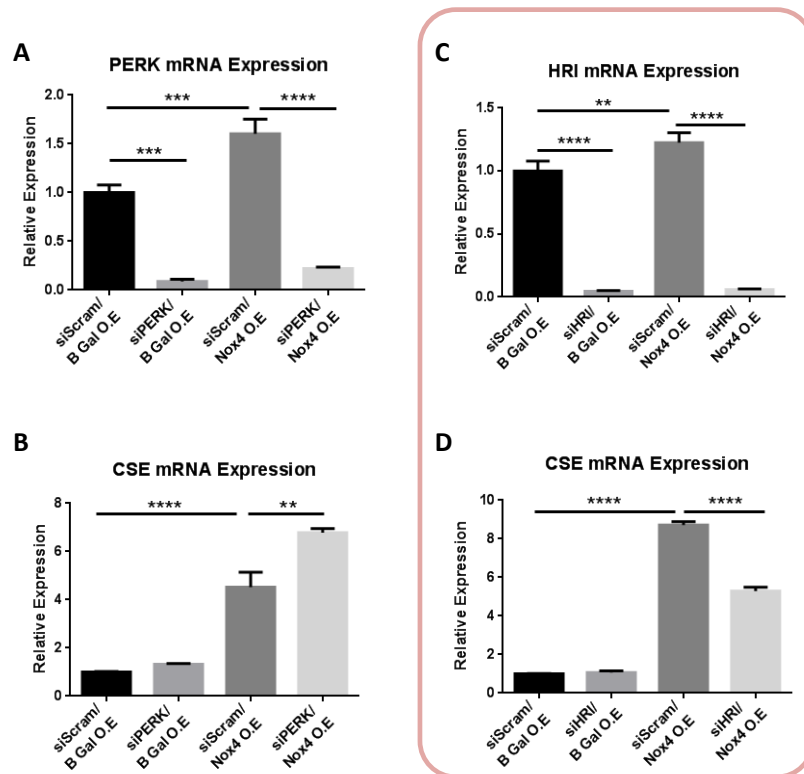 A
PERK mRNA Expression
*** ****
***
Relative Expression
2.0
1.5
1.0
0.5
0.0
siScram/
B Gal O.E
siPERK/
B Gal O.E
siScram/
Nox4 O.E
siPERK/
Nox4 O.E
B
CSE mRNA Expression
**** **
Relative Expression
8
6
4
2
0
siScram/
B Gal O.E
siPERK/
B Gal O.E
siScram/
Nox4 O.E
siPERK/
Nox4 O.E
C
HRI mRNA Expression
** ****
****
Relative Expression
1.5
1.0
0.5
0.0
siScram/
B Gal O.E
siHRI/
B Gal O.E
siScram/
Nox4 O.E
siHRI/
Nox4 O.E
D
CSE mRNA Expression
**** ****
Relative Expression
10
8
6
4
2
0
siScram/
B Gal O.E
siHRI/
B Gal O.E
siScram/
Nox4 O.E
siHRI/
Nox4 O.E